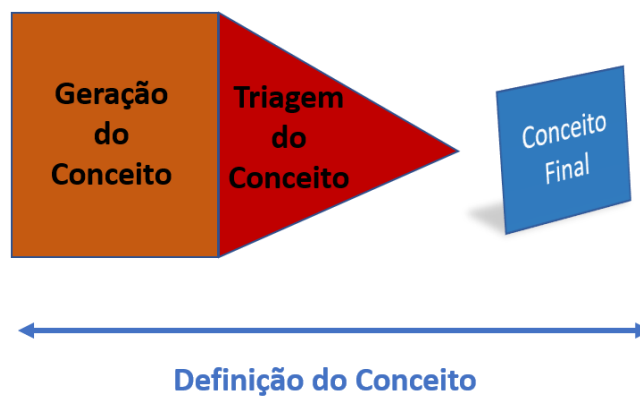 Geração
do
Conceito
Triagem
do
Conceito
Conceito
Final
Definição do Conceito